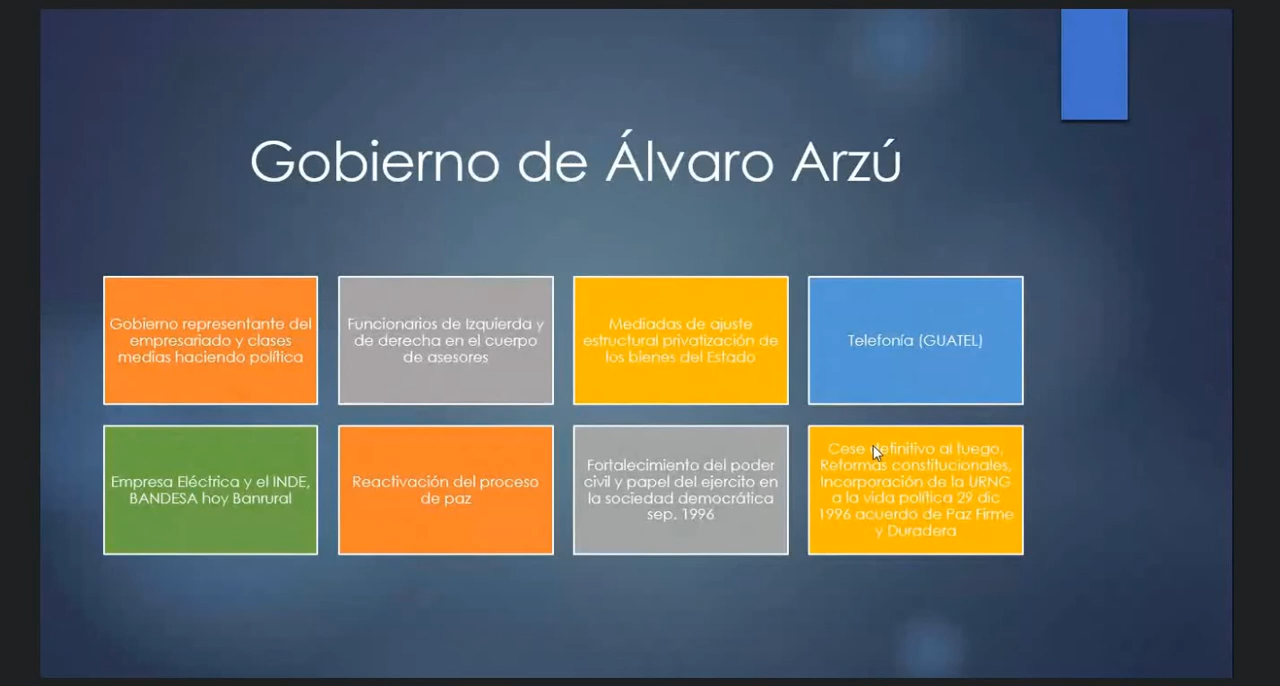 Gobierno de Álvaro Arzú
Gobierno representante del
empresariado y clases
medias haciendo política
Funcionarios de Izquierda y
de derecha en el cuerpo
de asesores
Mediadas de ajuste
estructural privatización de
los bienes del Estado
Telefonía (GUATEL)
Empresa Eléctrica y el INDE,
BANDESA hoy Banrural
Reactivación del proceso
de paz
Fortalecimiento del poder
civil y papel del ejercito en
la sociedad democrática
sep. 1996
Cese definitivo al fuego,
Reformas constitucionales,
Incorporación de la URNG
a la vida política 29 dic
1996 acuerdo de Paz Firme
y Duradera